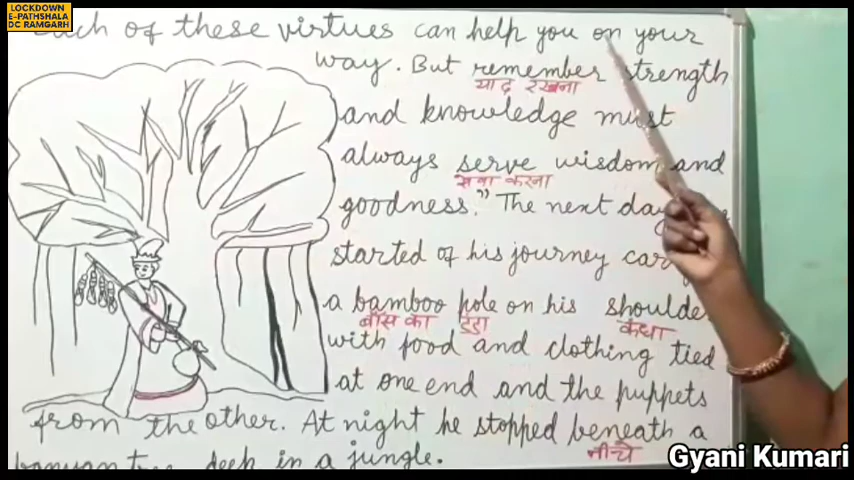 LOCKDOWN
E-PATHSHALA
DC RAMGARH
of these virtues can help you on your
way. But remember strength
याद रखना
and knowledge must
always serve wisdom and
सेवा करना
goodness." The next day
started of his journey
a bamboo pole on his shoulder
बाँस का डंडा कंधा
with food and clothing tied
at one end and the puppets
from the other. At night he stopped beneath a
नीचे
banyan tree deep in a jungle.
Gyani Kumari